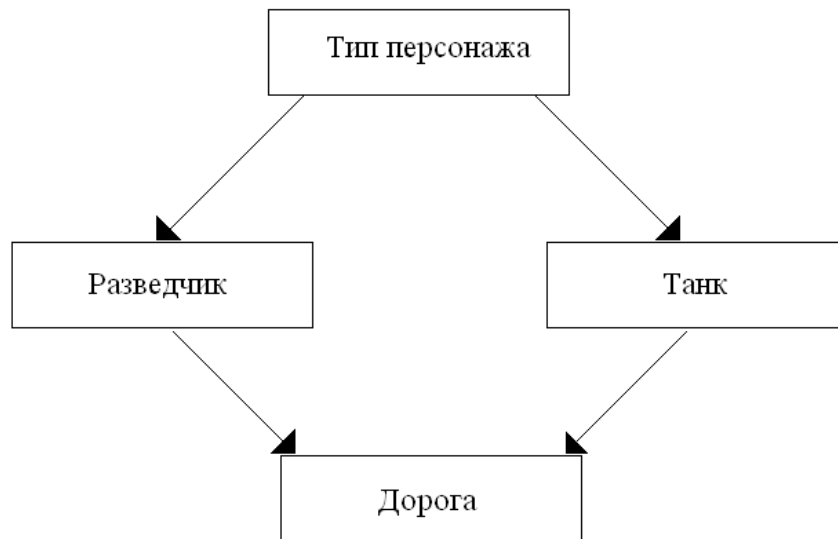 Тип персонажа
Разведчик
Танк
Дорога